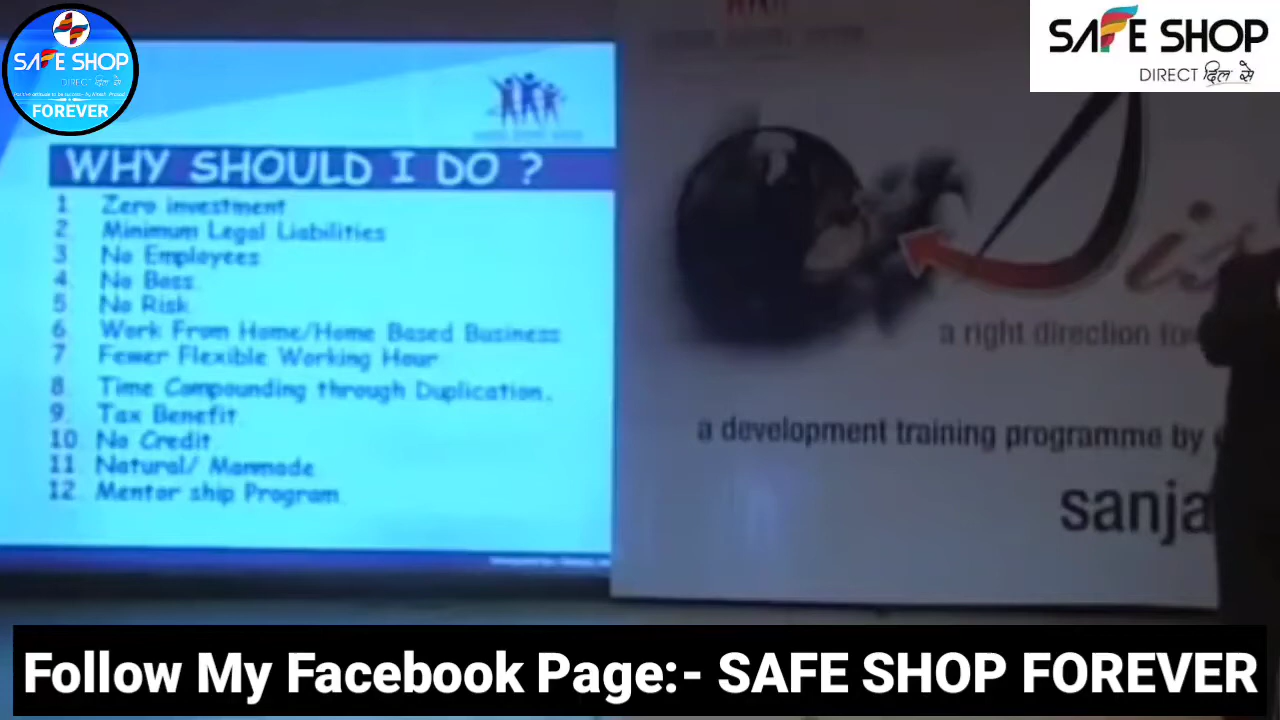 SAFE SHOP
DIRECT दिल से
FOREVER
SAFE SHOP
DIRECT दिल से
WHY SHOULD I DO ?
1 Zero investment
2 Minimum Legal Liabilities
3 No Employees
4 No Boss
5 No Risk
6 Work From Home/Home Based Business
7 Fewer Flexible Working Hour
8 Time Compounding through Duplication.
9 Tax Benefit
10 No Credit
11 Natural/ Manmade
12 Mentor ship Program
a right direction for
a development training programme by
sanja
Follow My Facebook Page:- SAFE SHOP FOREVER